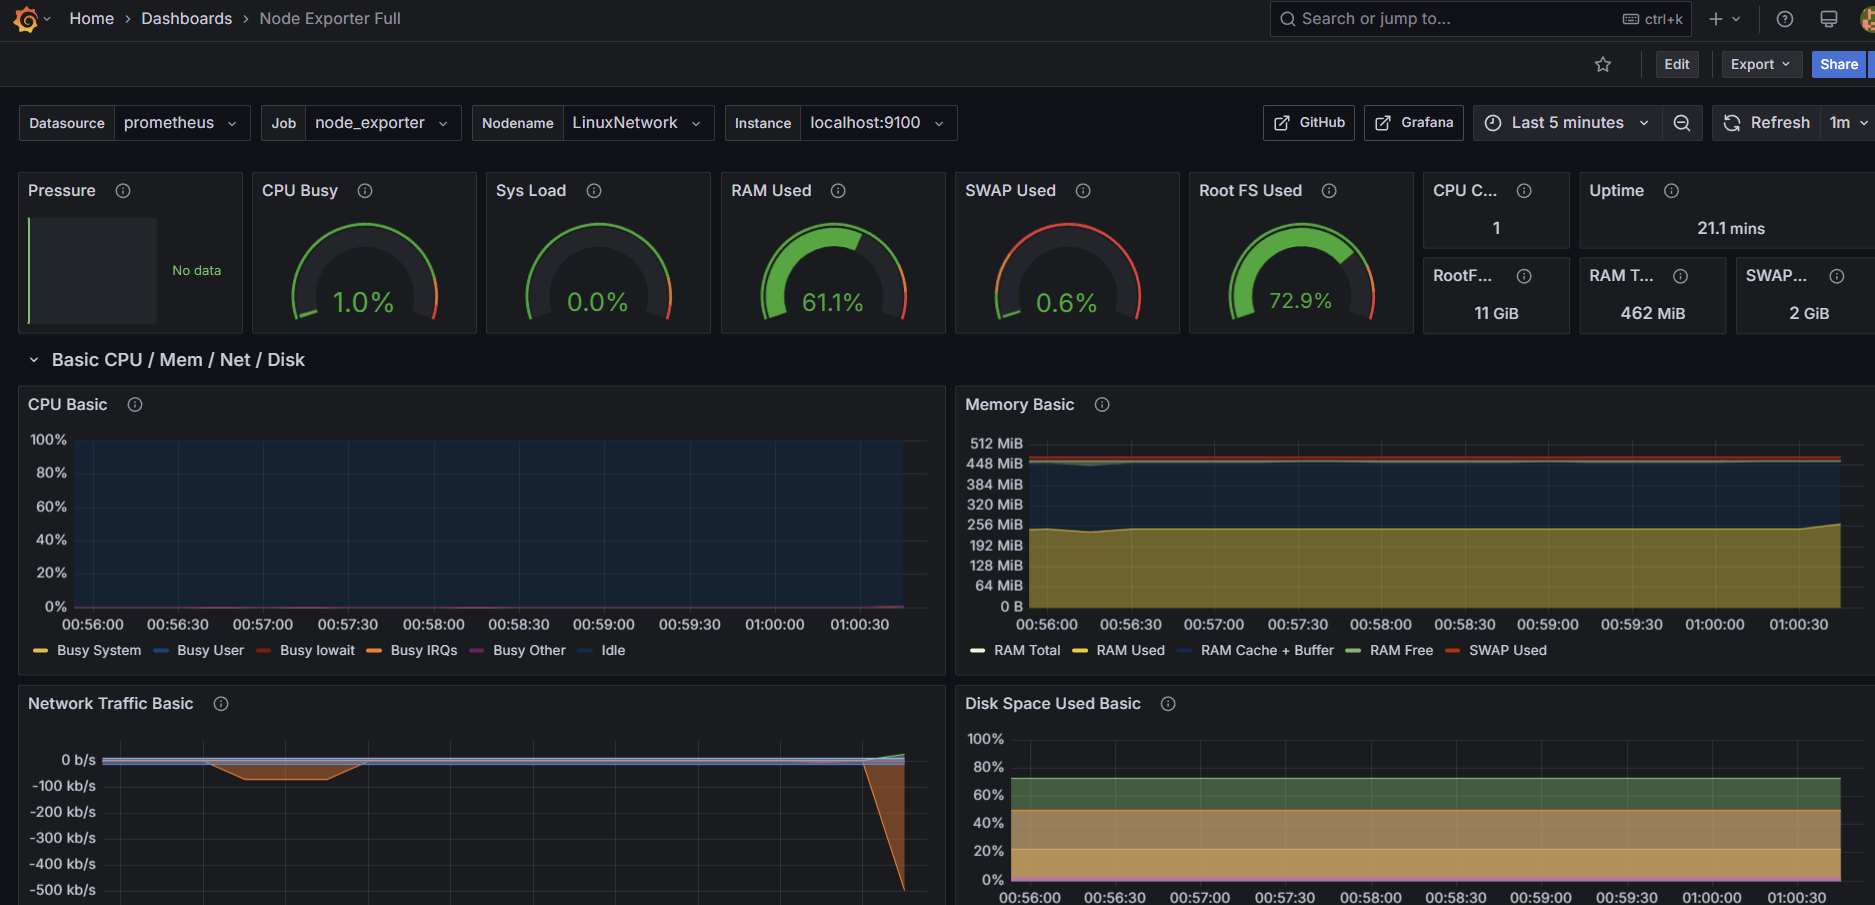 Home › Dashboards › Node Exporter Full
Search or jump to... ctrl+k
Edit Export Share
Datasource prometheus Job node_exporter Nodename LinuxNetwork Instance localhost:9100 GitHub Grafana Last 5 minutes Refresh 1m
Pressure CPU Busy Sys Load RAM Used SWAP Used Root FS Used CPU C... Uptime
1 21.1 mins
No data 1.0% 0.0% 61.1% 0.6% 72.9%
RootF... RAM T... SWAP...
11 GiB 462 MiB 2 GiB
Basic CPU / Mem / Net / Disk
CPU Basic
100%
80%
60%
40%
20%
0%
00:56:00 00:56:30 00:57:00 00:57:30 00:58:00 00:58:30 00:59:00 00:59:30 01:00:00 01:00:30
Busy System Busy User Busy Iowait Busy IRQs Busy Other Idle
Memory Basic
512 MiB
448 MiB
384 MiB
320 MiB
256 MiB
192 MiB
128 MiB
64 MiB
0 B
00:56:00 00:56:30 00:57:00 00:57:30 00:58:00 00:58:30 00:59:00 00:59:30 01:00:00 01:00:30
RAM Total RAM Used RAM Cache + Buffer RAM Free SWAP Used
Network Traffic Basic
0 b/s
-100 kb/s
-200 kb/s
-300 kb/s
-400 kb/s
-500 kb/s
Disk Space Used Basic
100%
80%
60%
40%
20%
0%
00:56:00 00:56:30 00:57:00 00:57:30 00:58:00 00:58:30 00:59:00 00:59:30 01:00:00 01:00:30